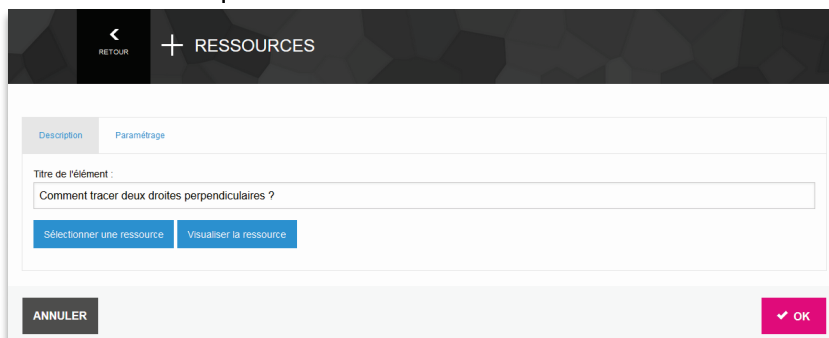 RETOUR
RESSOURCES
Description Paramétrage
Titre de l'élément :
Comment tracer deux droites perpendiculaires ?
Sélectionner une ressource Visualiser la ressource
ANNULER OK